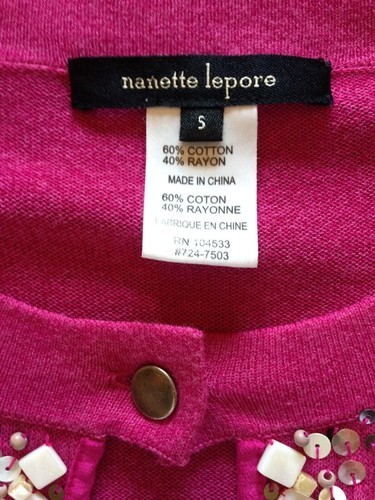 nanette lepore
S
60% COTTON
40% RAYON
MADE IN CHINA
60% COTON
40% RAYONNE
FABRIQUE EN CHINE
RN 104533
#724-7503